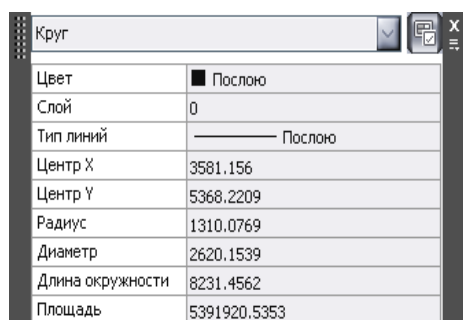 Круг
Цвет Послою
Слой 0
Тип линий Послою
Центр X 3581.156
Центр Y 5368.2209
Радиус 1310.0769
Диаметр 2620.1539
Длина окружности 8231.4562
Площадь 5391920.5353